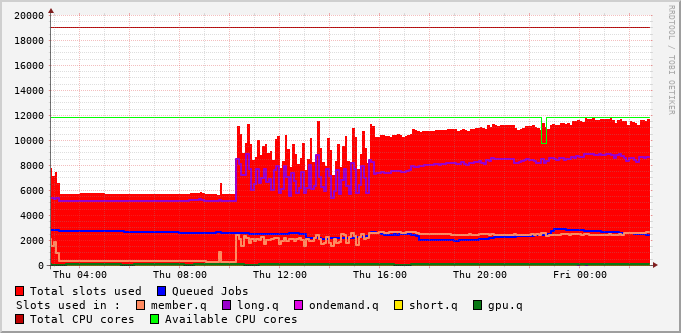 20000
18000
16000
14000
12000
10000
8000
6000
4000
2000
0
Thu 04:00 Thu 08:00 Thu 12:00 Thu 16:00 Thu 20:00 Fri 00:00
RRDTOOL / TOBI OETIKER
Total slots used Queued Jobs
Slots used in : member.q long.q ondemand.q short.q gpu.q
Total CPU cores Available CPU cores